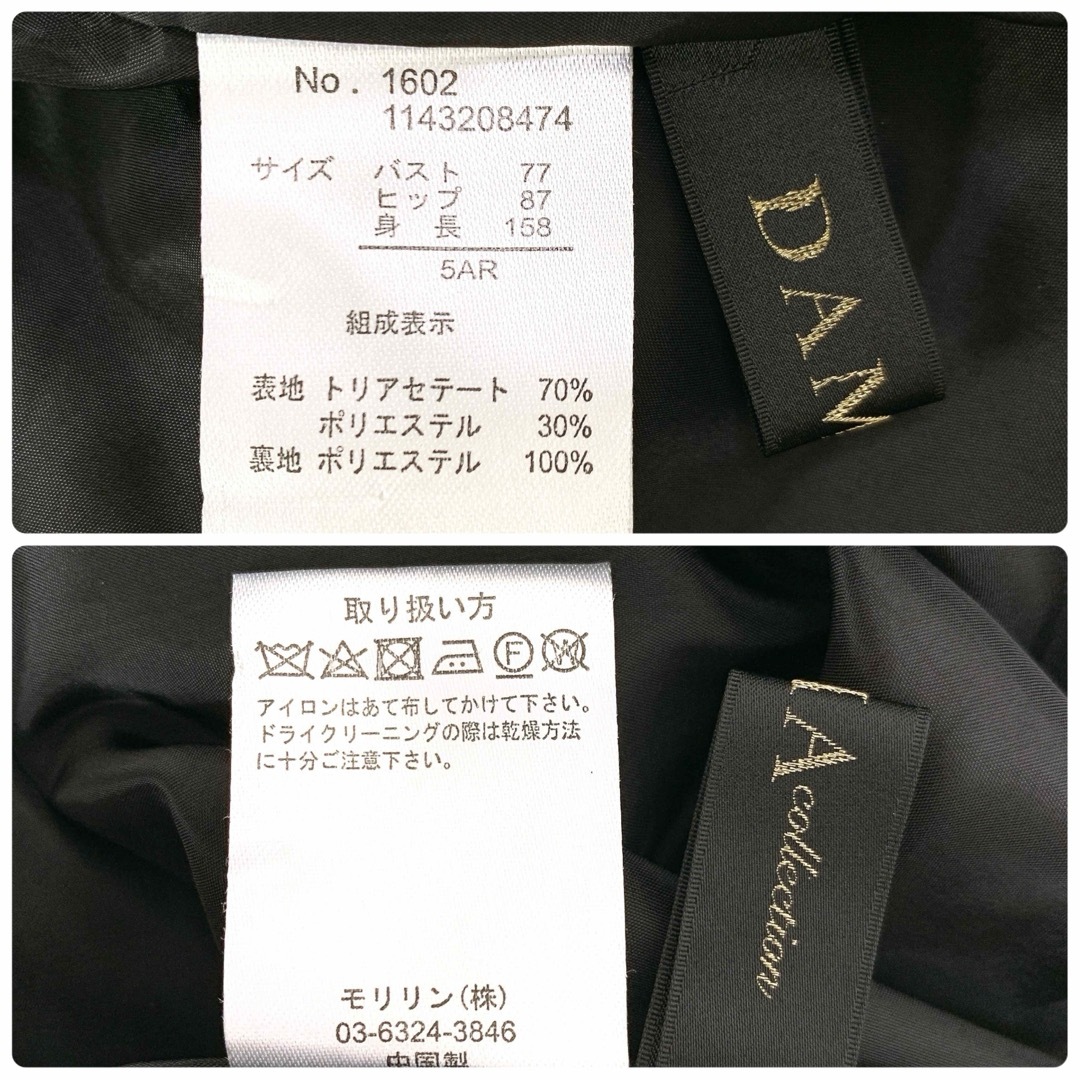 No. 1602
1143208474
サイズ バスト 77
ヒップ 87
身長 158
5AR
組成表示
表地 トリアセテート 70%
ポリエステル 30%
裏地 ポリエステル 100%
DAM
取り扱い方
F W
アイロンはあて布してかけて下さい。
ドライクリーニングの際は乾燥方法
に十分ご注意下さい。
モリリン(株)
03-6324-3846
中国製
A collection